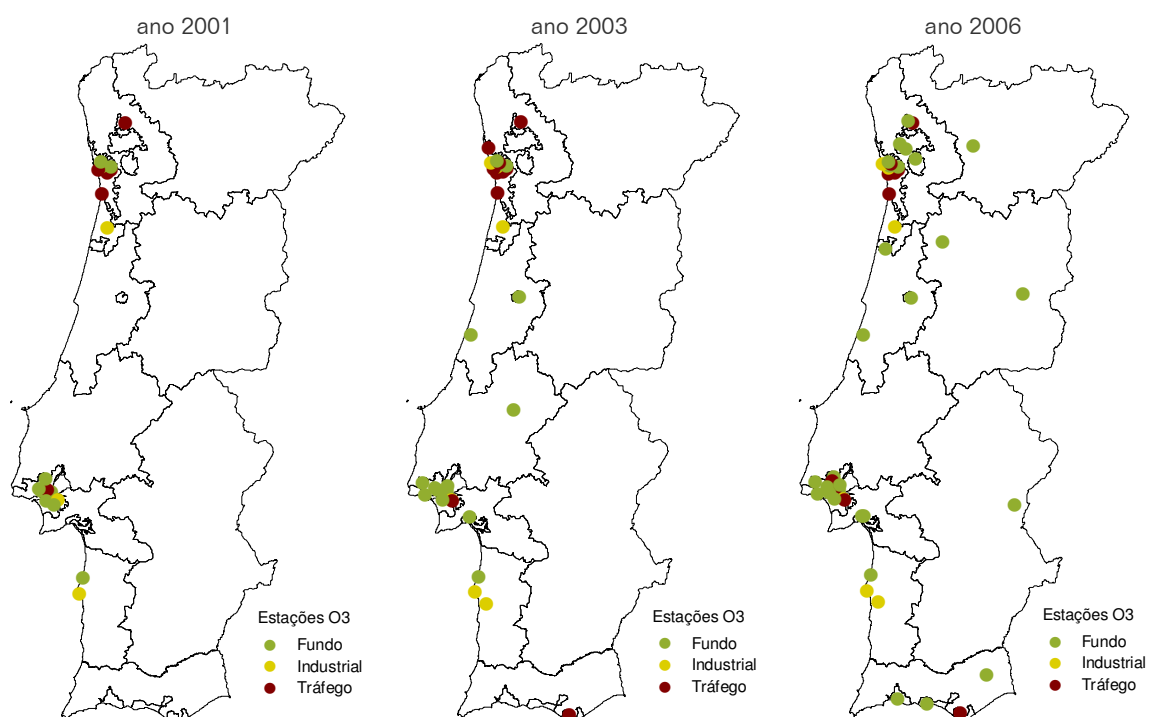 ano 2001
ano 2003
ano 2006
Estações O3
Fundo
Industrial
Tráfego
Estações O3
Fundo
Industrial
Tráfego
Estações O3
Fundo
Industrial
Tráfego